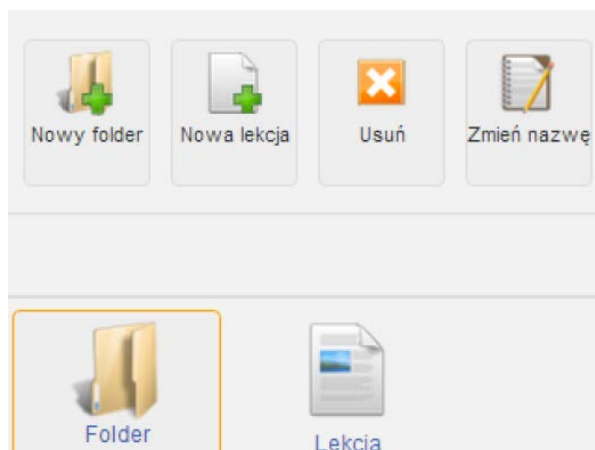 Nowy folder
Nowa lekcja
Usuń
Zmień nazwę
Folder
Lekcja